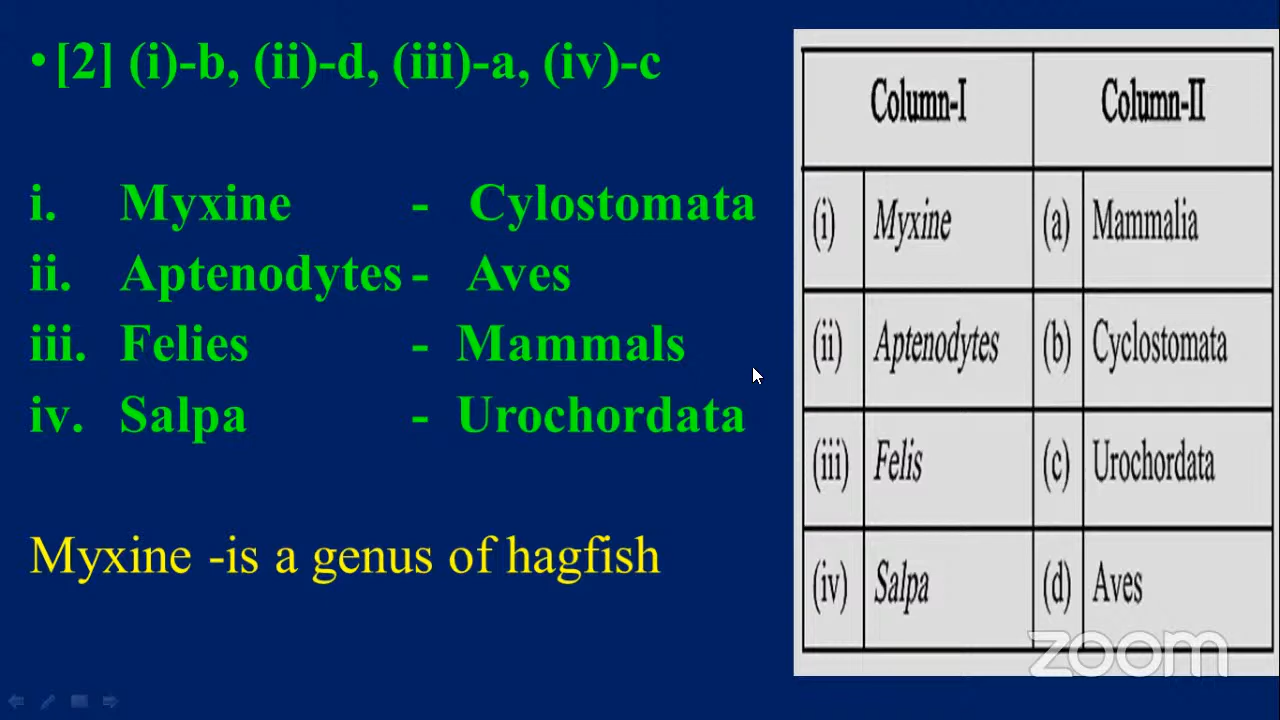 • [2] (i)-b, (ii)-d, (iii)-a, (iv)-c
i. Myxine - Cylostomata
ii. Aptenodytes - Aves
iii. Felies - Mammals
iv. Salpa - Urochordata
Myxine -is a genus of hagfish
Column-I Column-II
(i) Myxine (a) Mammalia
(ii) Aptenodytes (b) Cyclostomata
(iii) Felis (c) Urochordata
(iv) Salpa (d) Aves
zoom